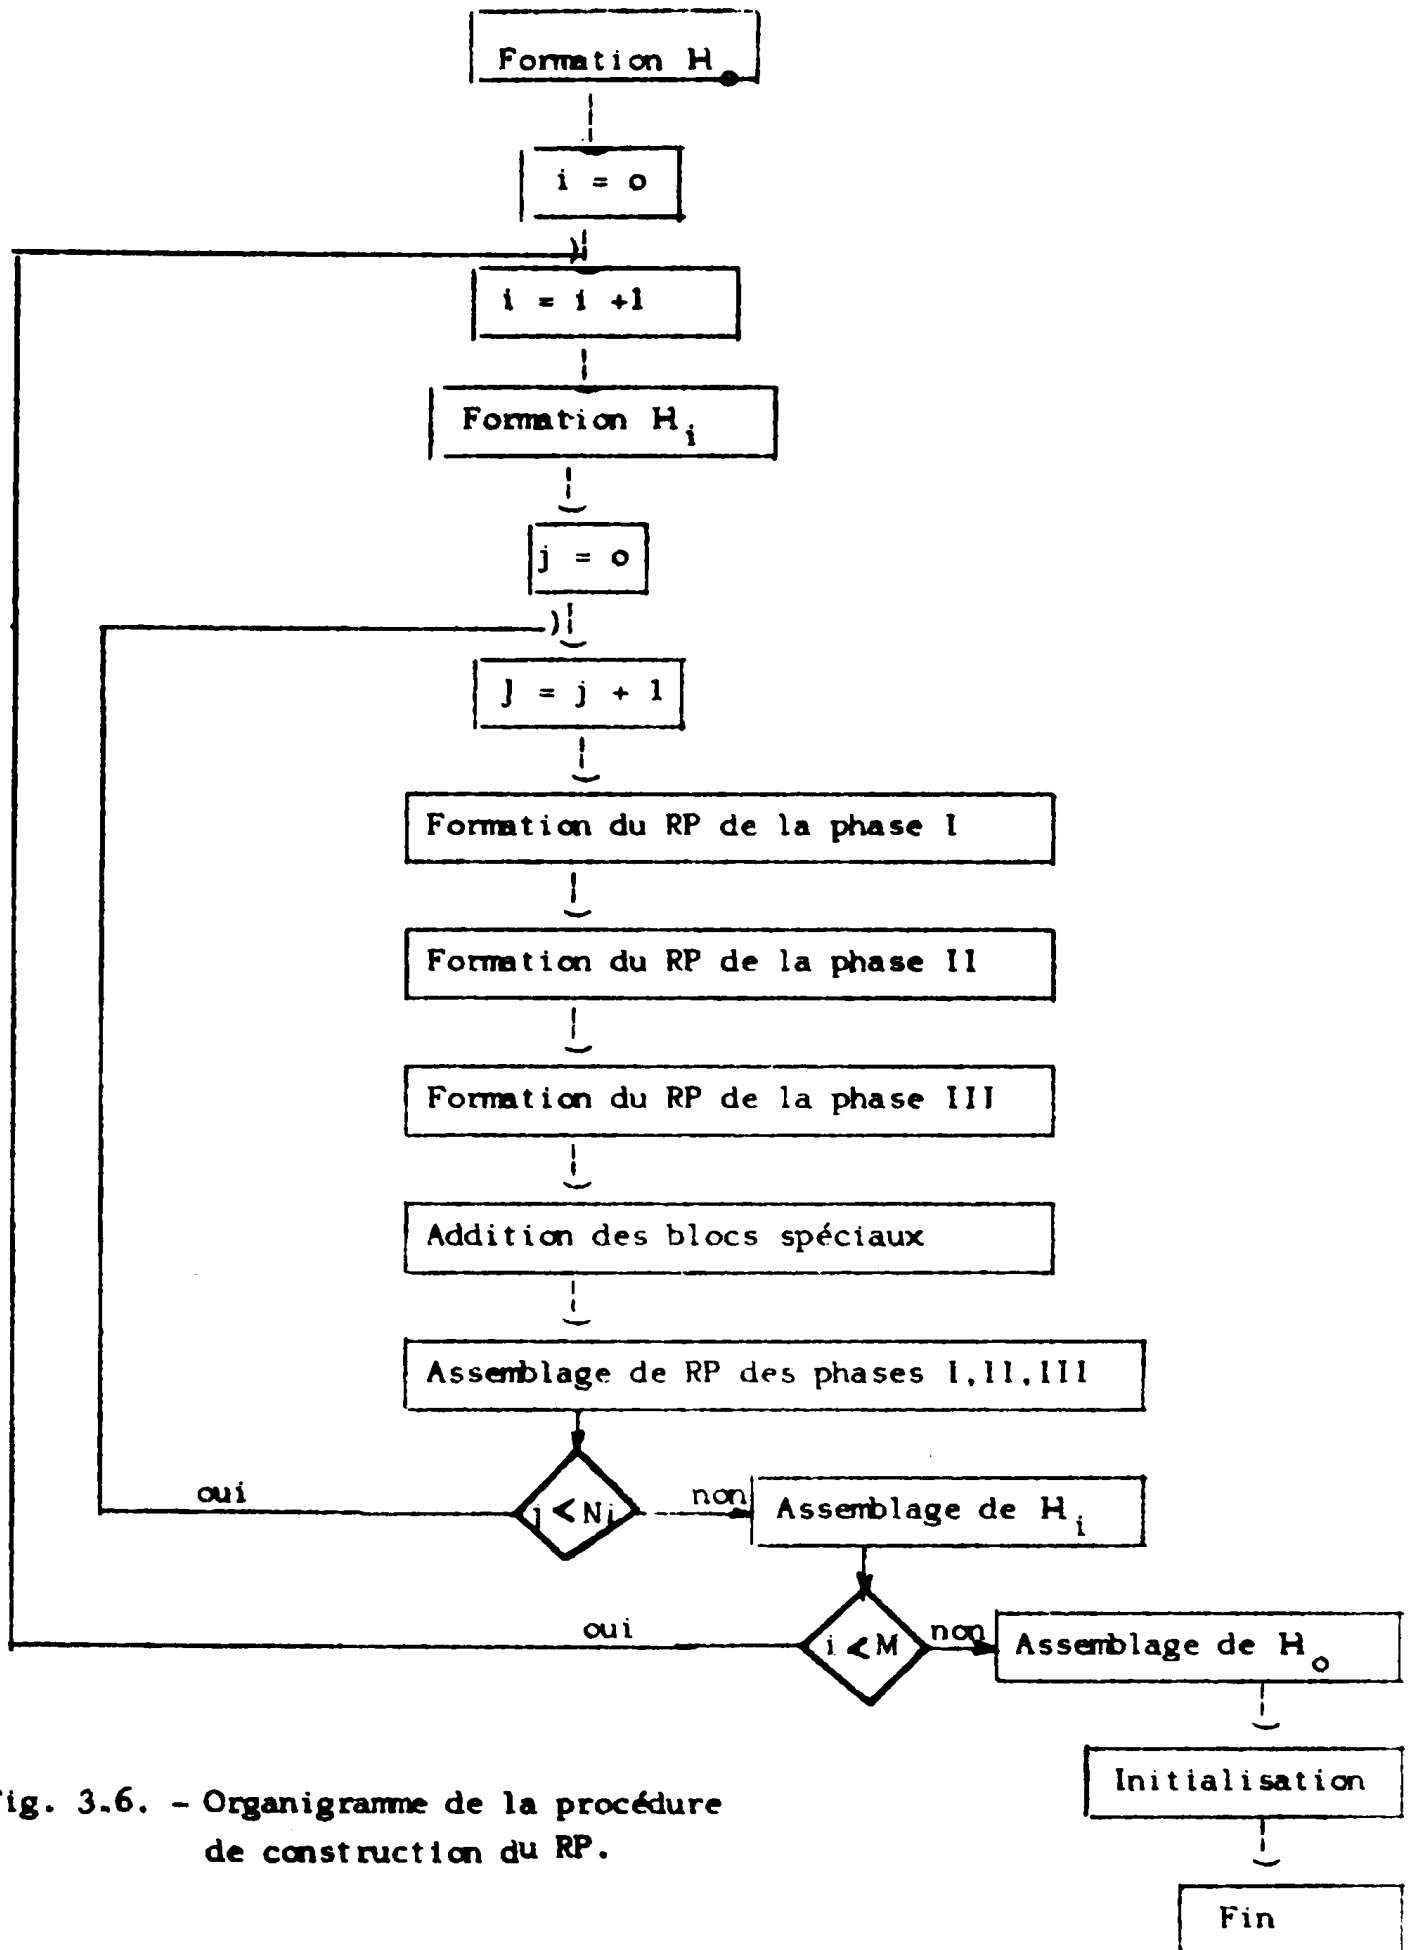 Formation H
i = o
i = i +1
Formation H i
j = o
J = j + 1
Formation du RP de la phase I
Formation du RP de la phase II
Formation du RP de la phase III
Addition des blocs spéciaux
Assemblage de RP des phases I,II,III
oui
j < Ni
non
Assemblage de H i
oui
i < M
non
Assemblage de H o
Initialisation
ig. 3.6. - Organigramme de la procédure
de construction du RP.
Fin